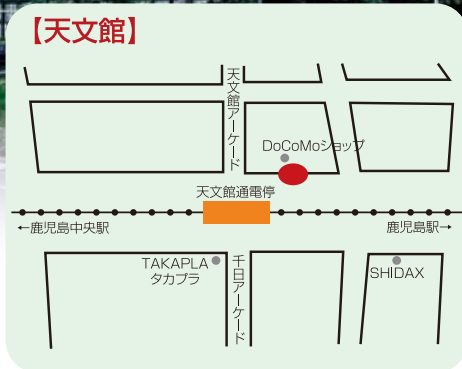 【天文館】
天文館アーケード
DoCoMoショップ
天文館通電停
←鹿児島中央駅
鹿児島駅→
TAKAPLA
タカプラ
千日アーケード
SHIDAX